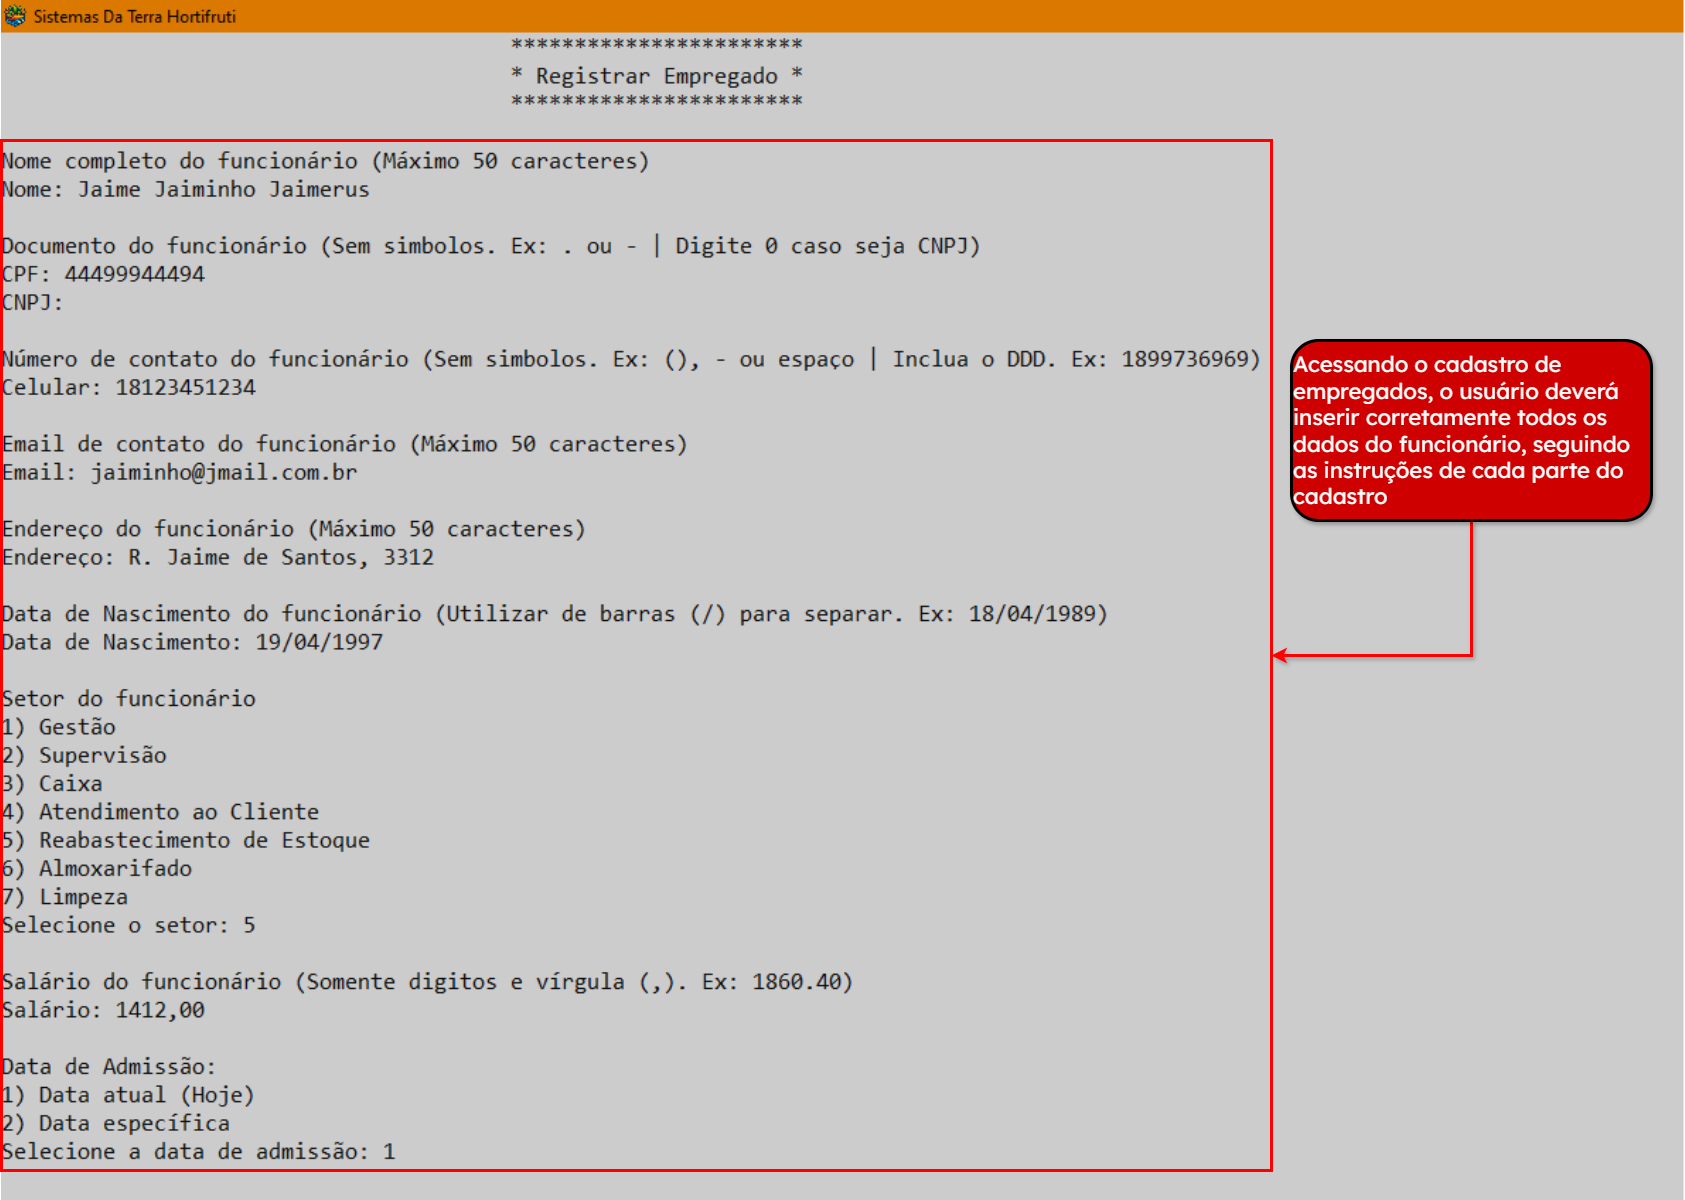 Sistemas Da Terra Hortifruti
***********************
* Registrar Empregado *
***********************
Nome completo do funcionário (Máximo 50 caracteres)
Nome: Jaime Jaiminho Jaimerus
Documento do funcionário (Sem simbolos. Ex: . ou - | Digite 0 caso seja CNPJ)
CPF: 44499944494
CNPJ:
Número de contato do funcionário (Sem simbolos. Ex: (), - ou espaço | Inclua o DDD. Ex: 1899736969)
Celular: 18123451234
Email de contato do funcionário (Máximo 50 caracteres)
Email: jaiminho@jmail.com.br
Endereço do funcionário (Máximo 50 caracteres)
Endereço: R. Jaime de Santos, 3312
Data de Nascimento do funcionário (Utilizar de barras (/) para separar. Ex: 18/04/1989)
Data de Nascimento: 19/04/1997
Setor do funcionário
1) Gestão
2) Supervisão
3) Caixa
4) Atendimento ao Cliente
5) Reabastecimento de Estoque
6) Almoxarifado
7) Limpeza
Selecione o setor: 5
Salário do funcionário (Somente digitos e vírgula (,). Ex: 1860.40)
Salário: 1412,00
Data de Admissão:
1) Data atual (Hoje)
2) Data específica
Selecione a data de admissão: 1
Acessando o cadastro de
empregados, o usuário deverá
inserir corretamente todos os
dados do funcionário, seguindo
as instruções de cada parte do
cadastro